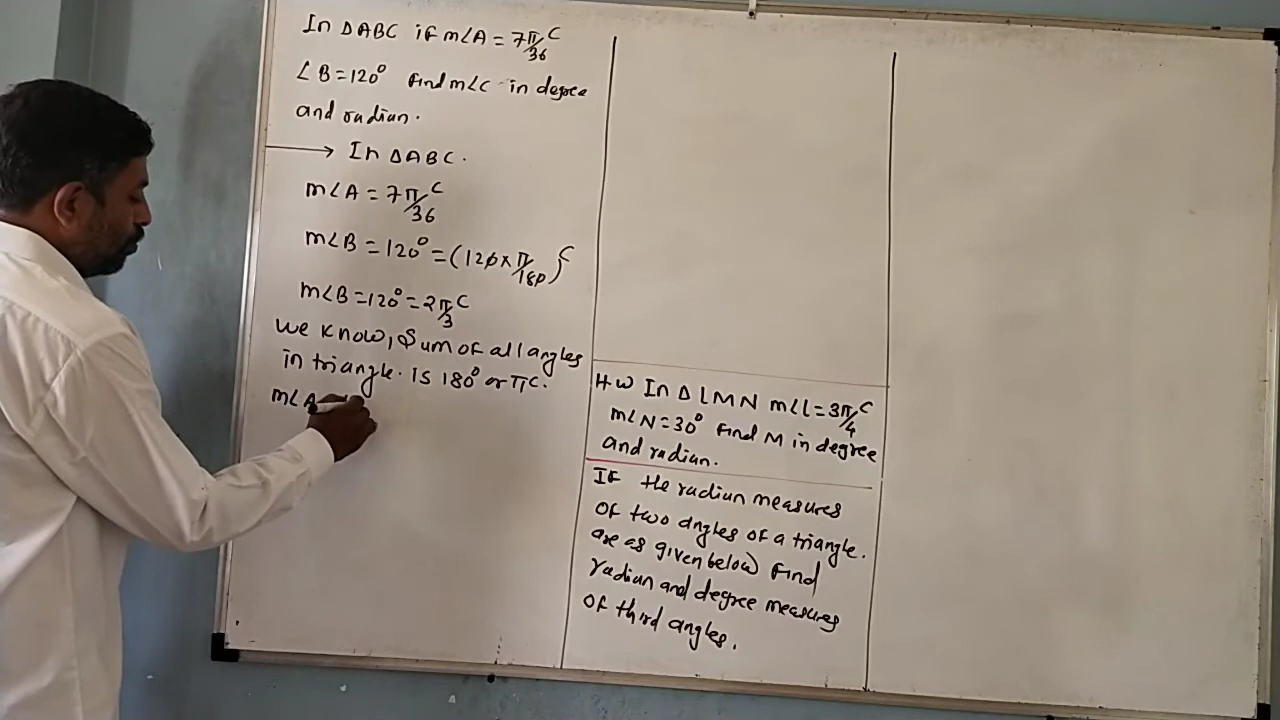 In ΔABC if m∠A = 7π/36 ᶜ
∠B = 120° find m∠C in degree
and radian.
→ In ΔABC.
m∠A = 7π/36 ᶜ
m∠B = 120° = (120 × π/180)ᶜ
m∠B = 120° = 2π/3 ᶜ
We know, Sum of all angles
in triangle. is 180° or πᶜ.
m∠A
H.W In Δ LMN m∠L = 3π/4 ᶜ
m∠N = 30° find M in degree
and radian.
If the radian measures
of two angles of a triangle.
are as given below find
radian and degree measures
of third angles.